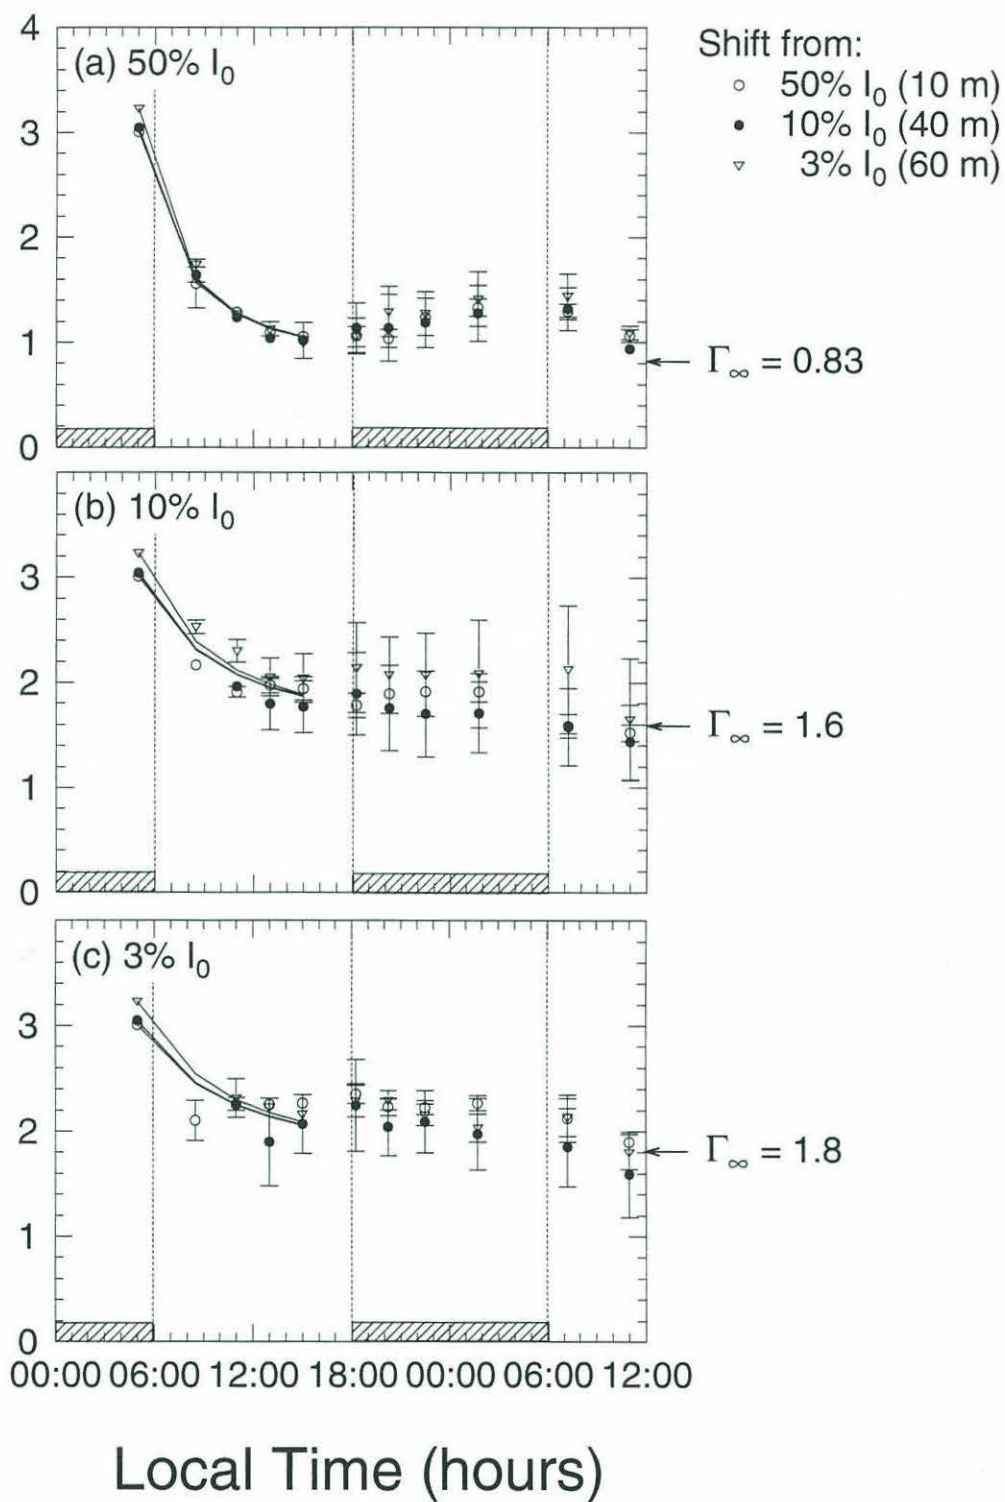 Shift from:
○ 50% I₀ (10 m)
● 10% I₀ (40 m)
▽ 3% I₀ (60 m)
4
(a) 50% I₀
3
2
1
Γ∞ = 0.83
0
(b) 10% I₀
3
2
Γ∞ = 1.6
1
0
(c) 3% I₀
3
2
Γ∞ = 1.8
1
0
00:00 06:00 12:00 18:00 00:00 06:00 12:00
Local Time (hours)